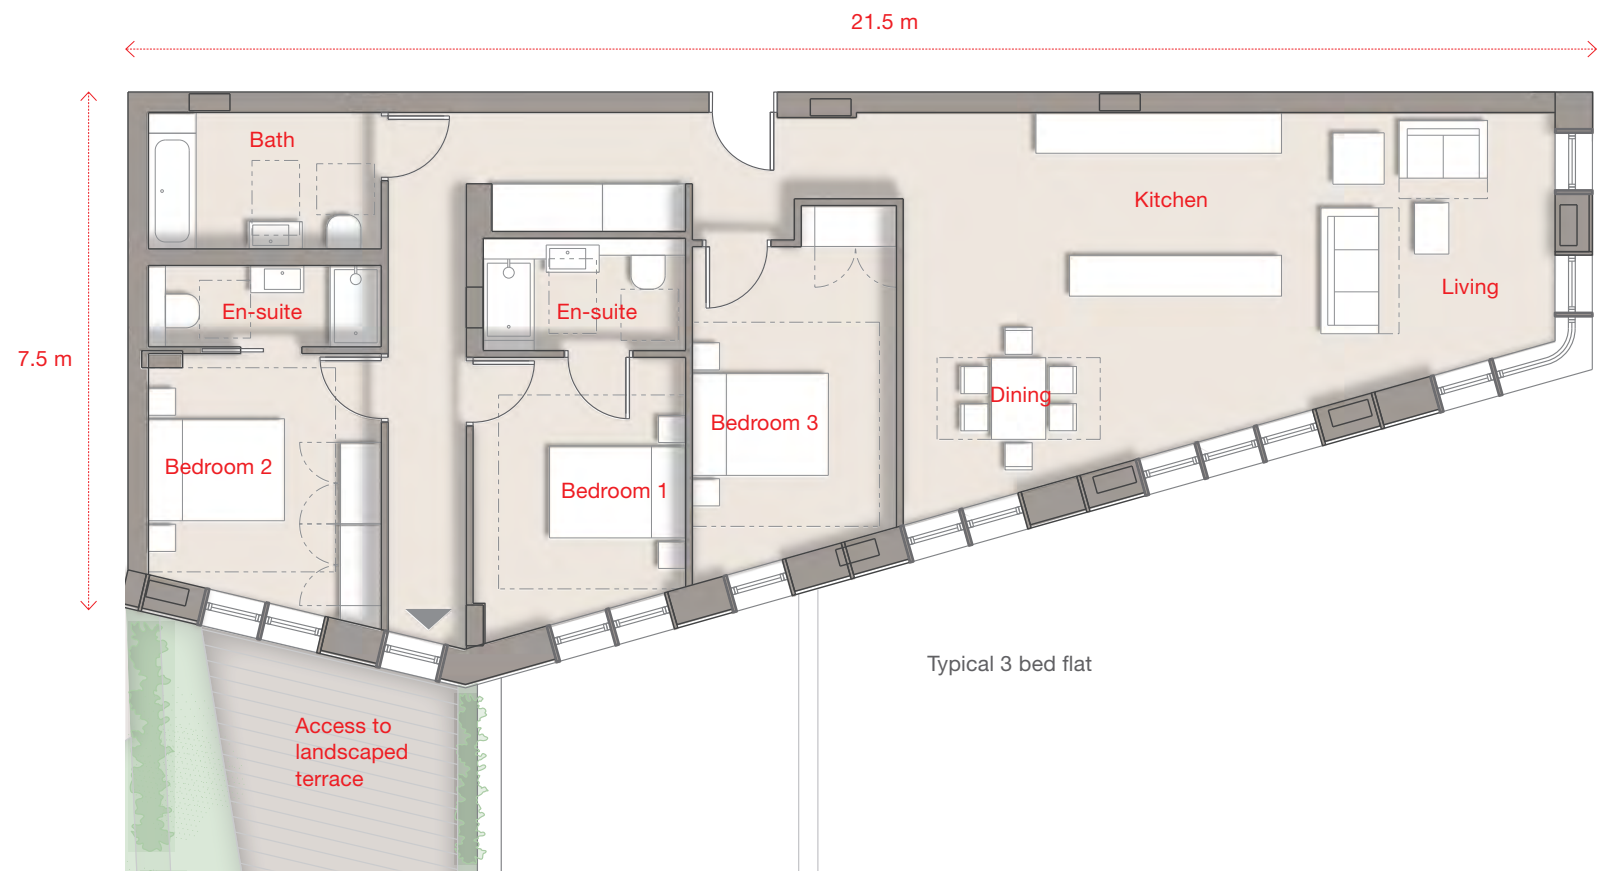 21.5 m
Bath
Kitchen
Living
En-suite
En-suite
7.5 m
Dining
Bedroom 3
Bedroom 2
Bedroom 1
Typical 3 bed flat
Access to
landscaped
terrace